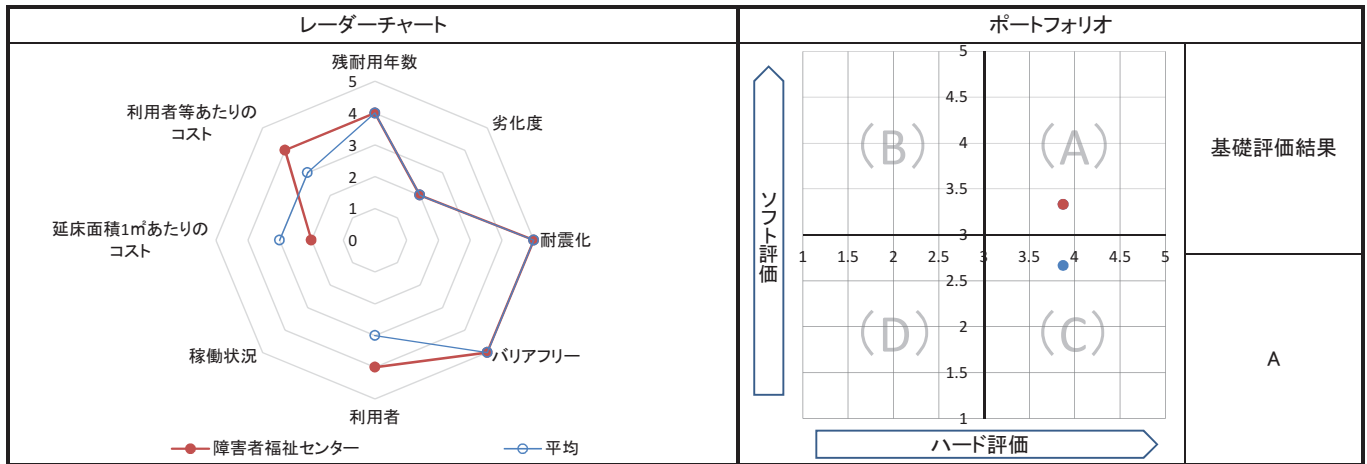 レーダーチャート
残耐用年数
劣化度
耐震化
バリアフリー
利用者
稼働状況
延床面積1㎡あたりの
コスト
利用者等あたりの
コスト
5
4
3
2
1
0
障害者福祉センター
平均
ポートフォリオ
ソフト評価
5
4.5
4
3.5
3
2.5
2
1.5
1
1
1.5
2
2.5
3
3.5
4
4.5
5
(B)
(A)
(D)
(C)
ハード評価
基礎評価結果
A